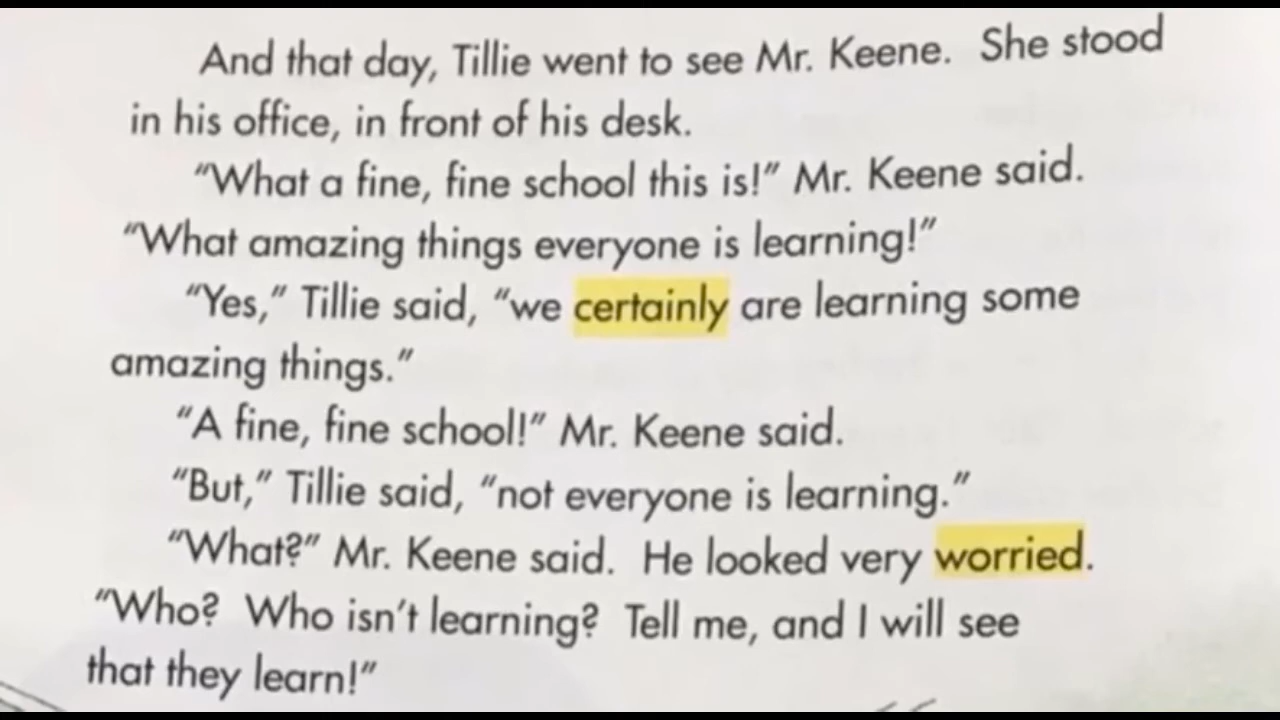 And that day, Tillie went to see Mr. Keene. She stood
in his office, in front of his desk.
“What a fine, fine school this is!” Mr. Keene said.
“What amazing things everyone is learning!”
“Yes,” Tillie said, “we certainly are learning some
amazing things.”
“A fine, fine school!” Mr. Keene said.
“But,” Tillie said, “not everyone is learning.”
“What?” Mr. Keene said. He looked very worried.
“Who? Who isn’t learning? Tell me, and I will see
that they learn!”